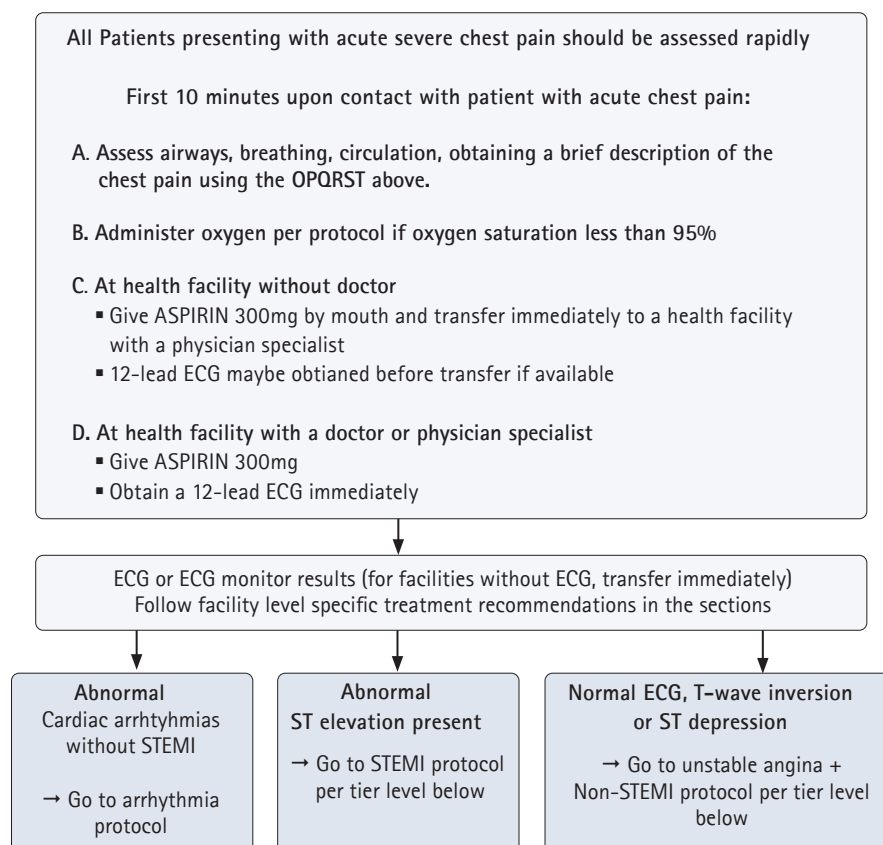 All Patients presenting with acute severe chest pain should be assessed rapidly
First 10 minutes upon contact with patient with acute chest pain:
A. Assess airways, breathing, circulation, obtaining a brief description of the
chest pain using the OPQRST above.
B. Administer oxygen per protocol if oxygen saturation less than 95%
C. At health facility without doctor
▪ Give ASPIRIN 300mg by mouth and transfer immediately to a health facility
with a physician specialist
▪ 12-lead ECG maybe obtianed before transfer if available
D. At health facility with a doctor or physician specialist
▪ Give ASPIRIN 300mg
▪ Obtain a 12-lead ECG immediately
ECG or ECG monitor results (for facilities without ECG, transfer immediately)
Follow facility level specific treatment recommendations in the sections
Abnormal
Cardiac arrhtyhmias
without STEMI
→ Go to arrhythmia
protocol
Abnormal
ST elevation present
→ Go to STEMI protocol
per tier level below
Normal ECG, T-wave inversion
or ST depression
→ Go to unstable angina +
Non-STEMI protocol per tier level
below